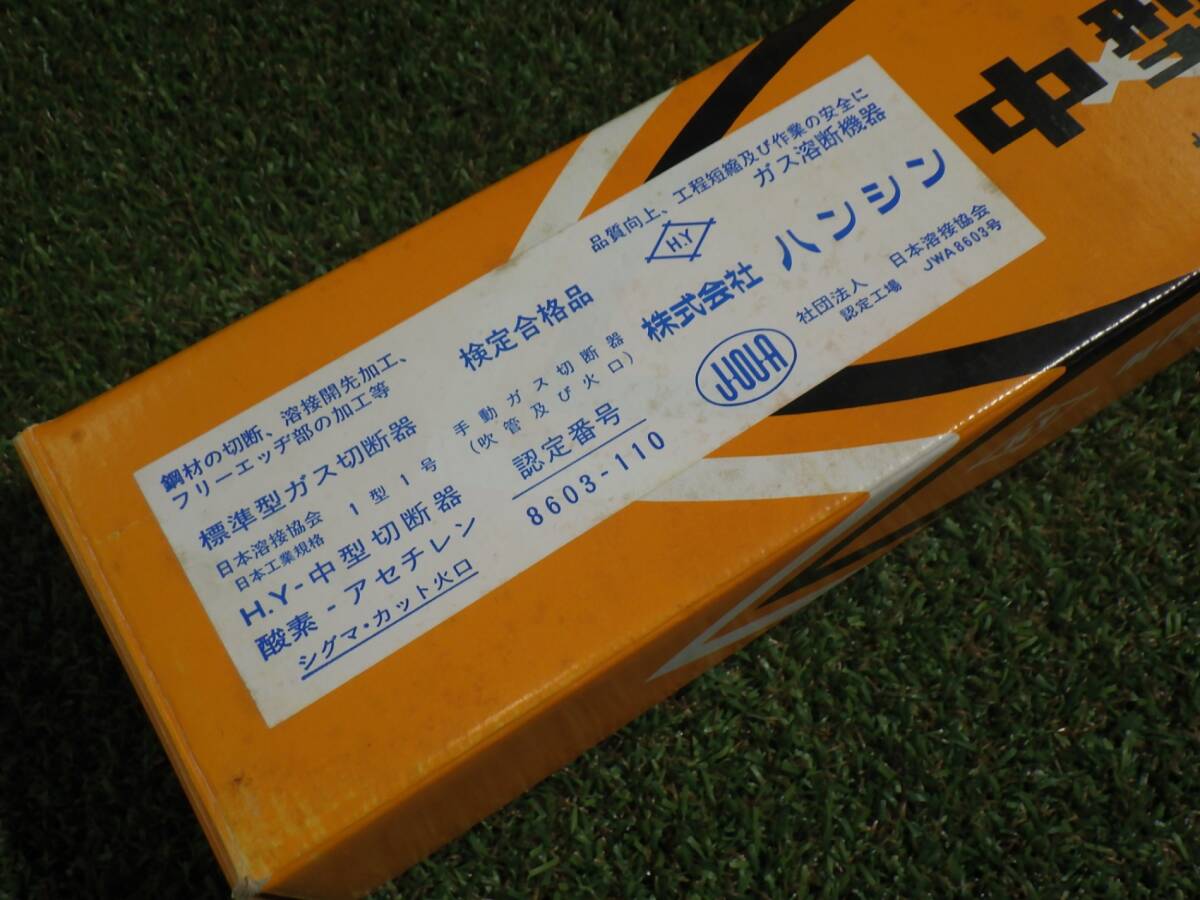 中型
鋼材の切断、溶接開先加工、
フリーエッヂ部の加工等
標準型ガス切断器
日本溶接協会
日本工業規格
1型1号
H.Y-中型切断器
酸素-アセチレン
シグマ・カット火口
検定合格品
手動ガス切断器
(吹管及び火口)
認定番号
8603-110
品質向上、工程短縮及び作業の安全に
ガス溶断機器
H.Y
株式会社 ハンシン
社団法人 日本溶接協会
認定工場 JWA8603号